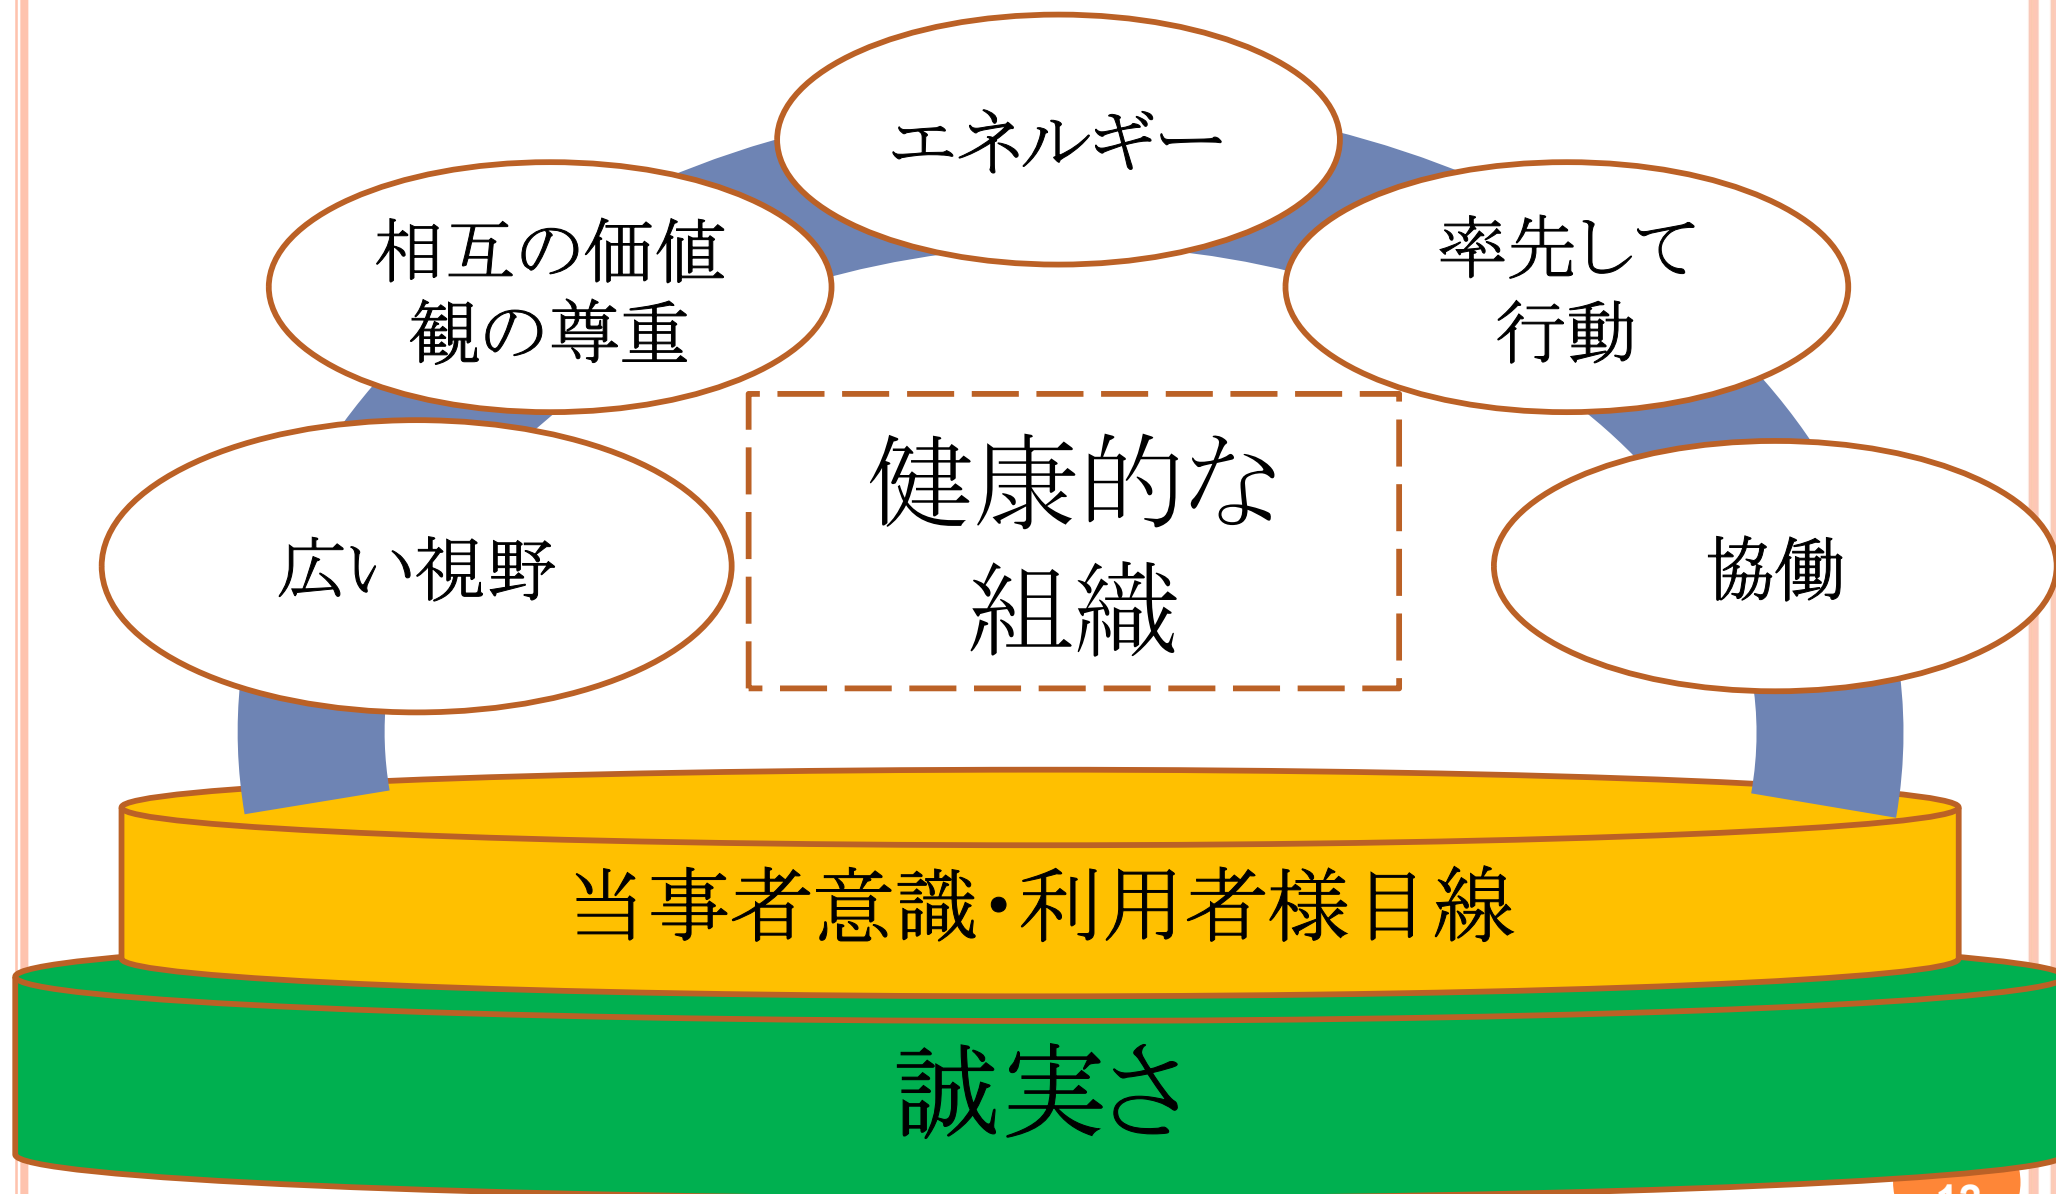 エネルギー
相互の価値
観の尊重
率先して
行動
健康的な
組織
広い視野
協働
当事者意識・利用者様目線
誠実さ